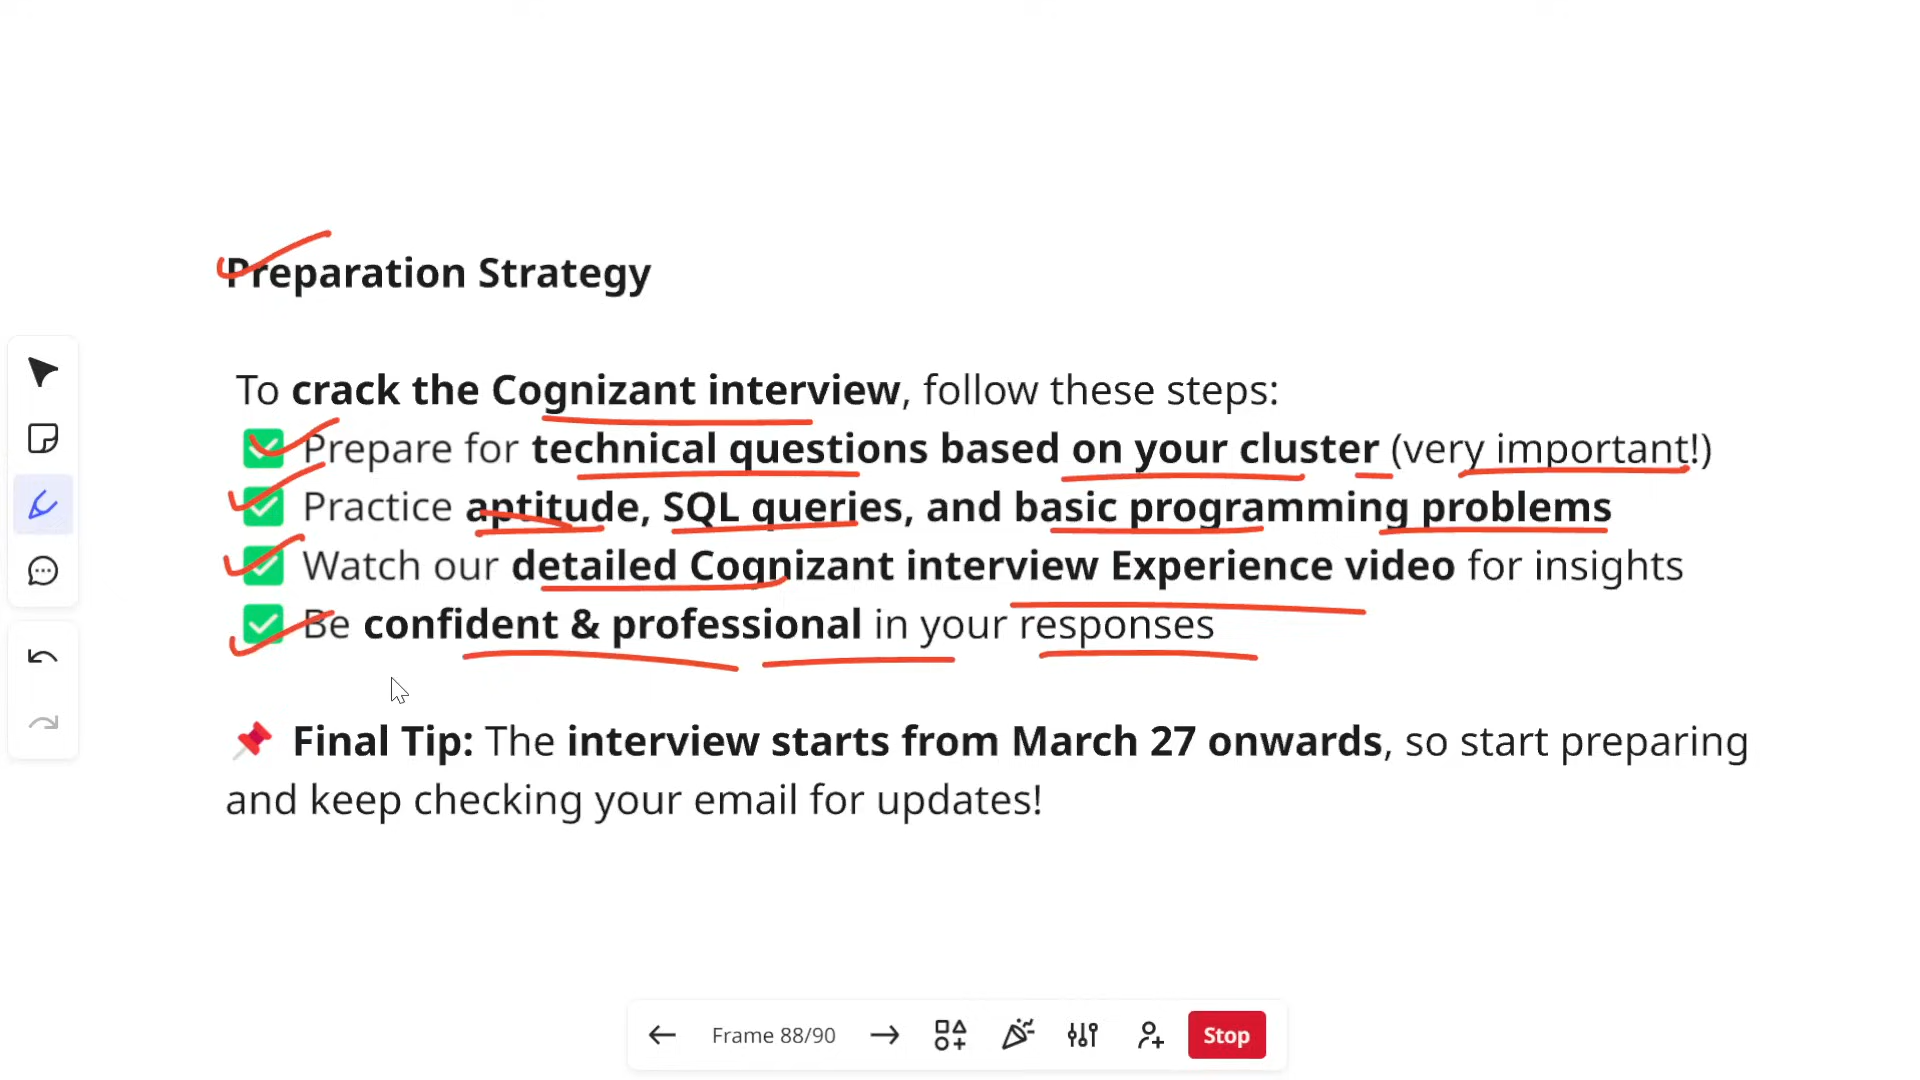 Preparation Strategy
To crack the Cognizant interview, follow these steps:
✅ Prepare for technical questions based on your cluster (very important!)
✅ Practice aptitude, SQL queries, and basic programming problems
✅ Watch our detailed Cognizant interview Experience video for insights
✅ Be confident & professional in your responses
📌 Final Tip: The interview starts from March 27 onwards, so start preparing
and keep checking your email for updates!
Frame 88/90
Stop